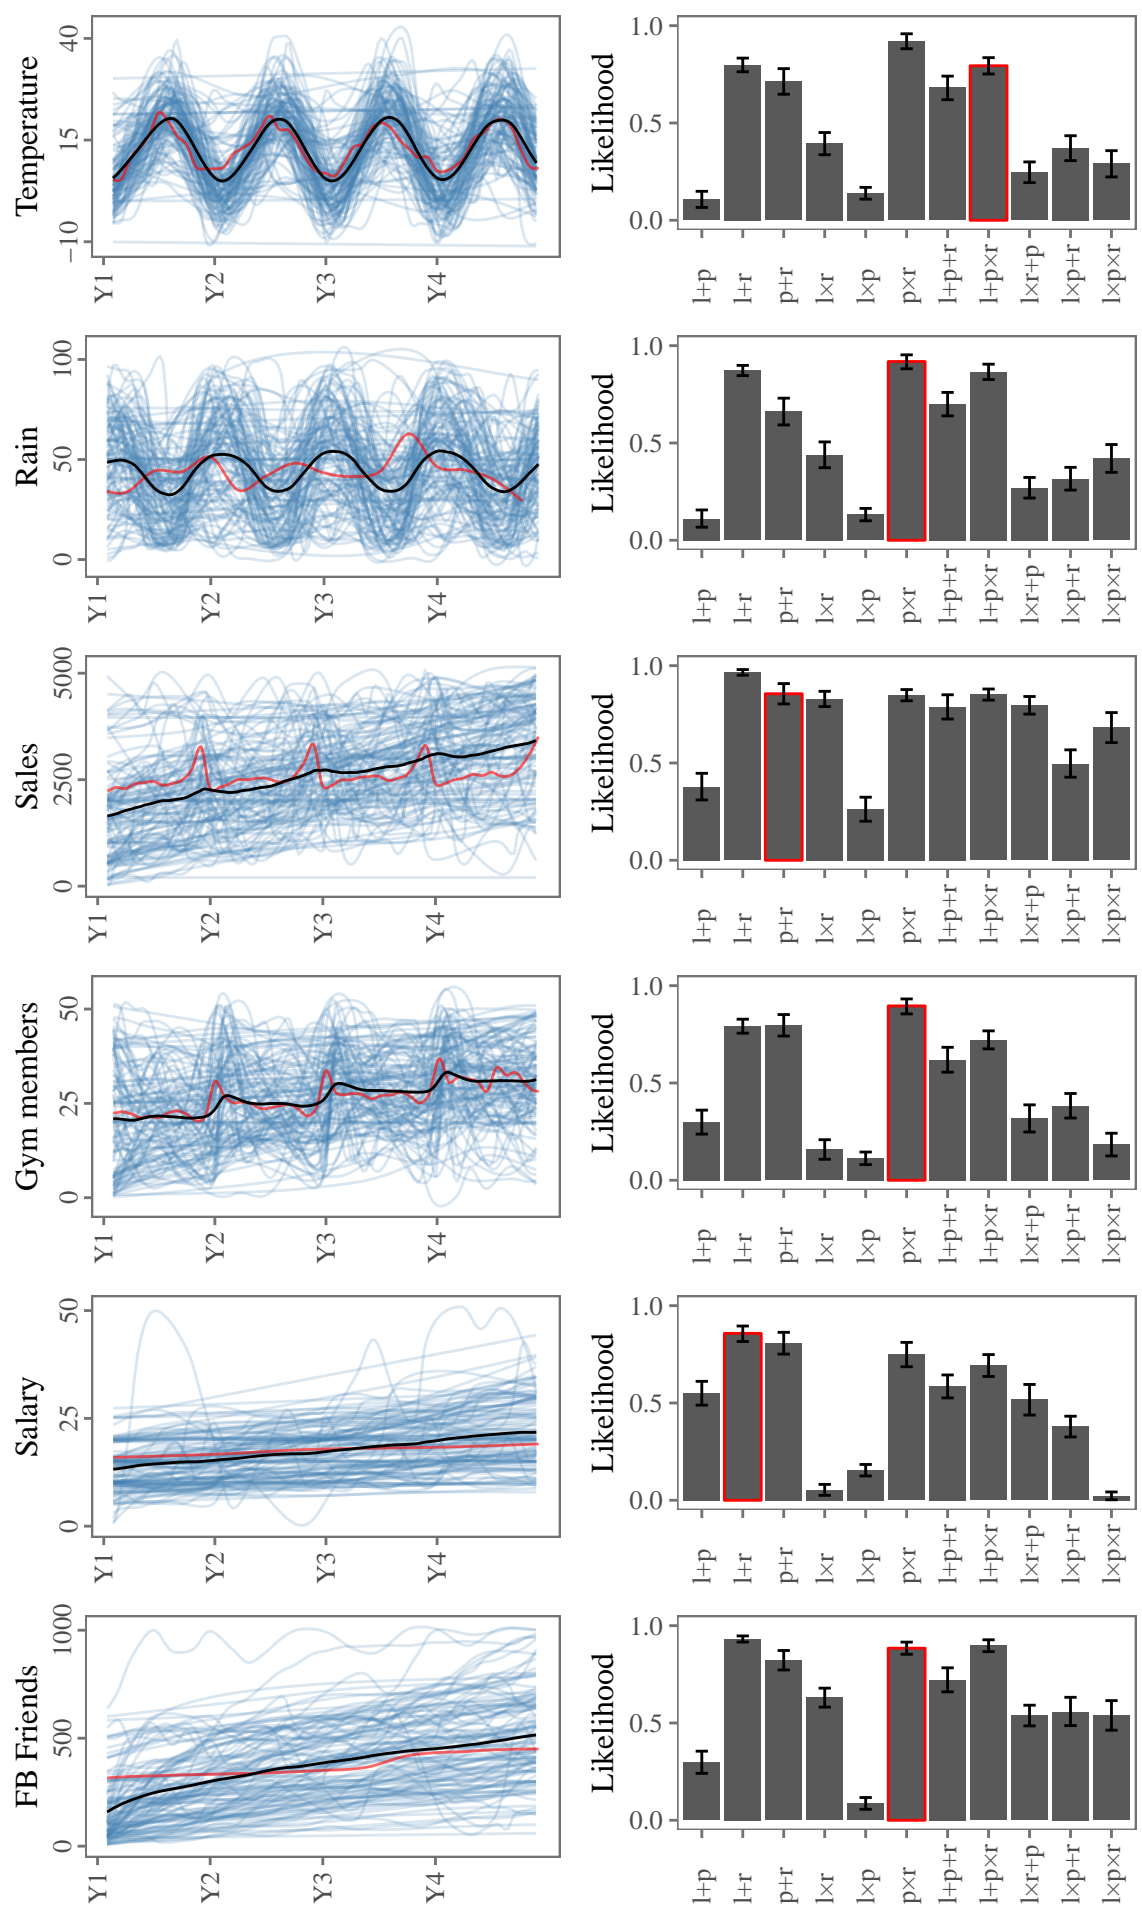 Temperature
40
15
−10
Y1
Y2
Y3
Y4
Likelihood
1.0
0.5
0.0
l+p
l+r
p+r
l×r
l×p
p×r
l+p+r
l+p×r
l×r+p
l×p+r
l×p×r
Rain
100
50
0
Y1
Y2
Y3
Y4
Likelihood
1.0
0.5
0.0
l+p
l+r
p+r
l×r
l×p
p×r
l+p+r
l+p×r
l×r+p
l×p+r
l×p×r
Sales
5000
2500
0
Y1
Y2
Y3
Y4
Likelihood
1.0
0.5
0.0
l+p
l+r
p+r
l×r
l×p
p×r
l+p+r
l+p×r
l×r+p
l×p+r
l×p×r
Gym members
50
25
0
Y1
Y2
Y3
Y4
Likelihood
1.0
0.5
0.0
l+p
l+r
p+r
l×r
l×p
p×r
l+p+r
l+p×r
l×r+p
l×p+r
l×p×r
Salary
50
25
0
Y1
Y2
Y3
Y4
Likelihood
1.0
0.5
0.0
l+p
l+r
p+r
l×r
l×p
p×r
l+p+r
l+p×r
l×r+p
l×p+r
l×p×r
FB Friends
1000
500
0
Y1
Y2
Y3
Y4
Likelihood
1.0
0.5
0.0
l+p
l+r
p+r
l×r
l×p
p×r
l+p+r
l+p×r
l×r+p
l×p+r
l×p×r